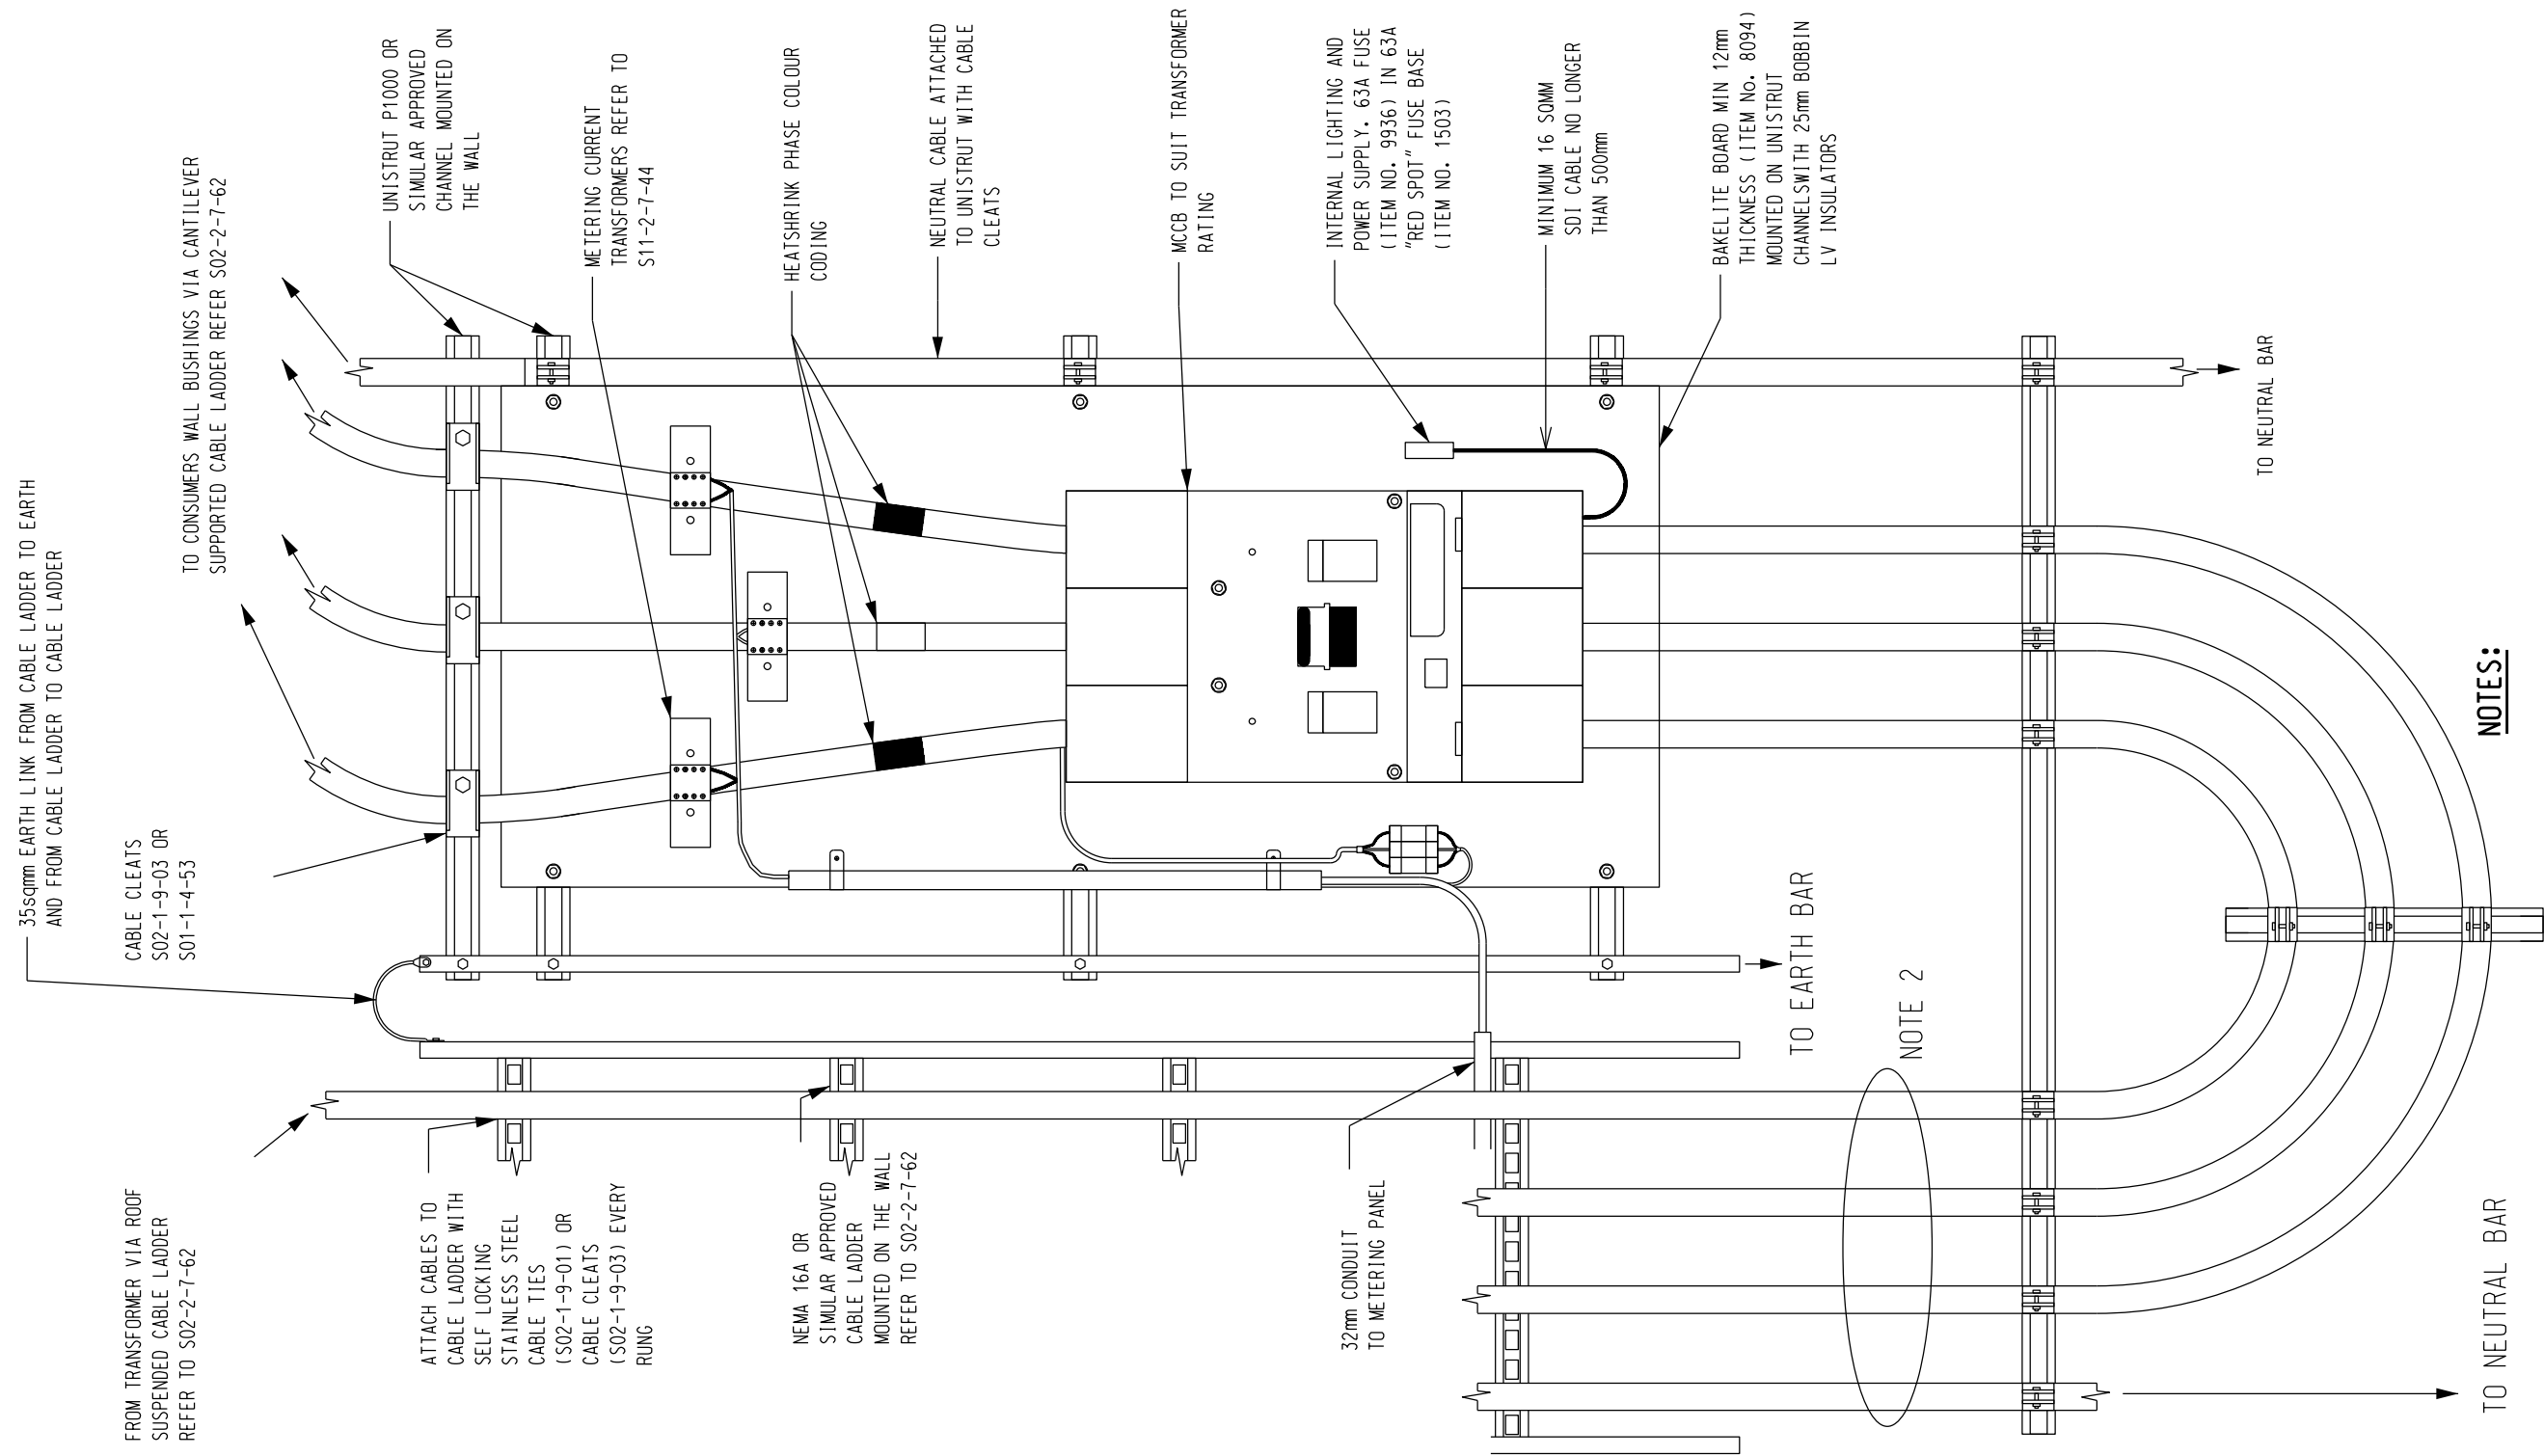 35sqmm EARTH LINK FROM CABLE LADDER TO EARTH
AND FROM CABLE LADDER TO CABLE LADDER
TO CONSUMERS WALL BUSHINGS VIA CANTILEVER
SUPPORTED CABLE LADDER REFER S02-2-7-62
CABLE CLEATS
S02-1-9-03 OR
S01-1-4-53
FROM TRANSFORMER VIA ROOF
SUSPENDED CABLE LADDER
REFER TO S02-2-7-62
UNISTRUT P1000 OR
SIMULAR APPROVED
CHANNEL MOUNTED ON
THE WALL
METERING CURRENT
TRANSFORMERS REFER TO
S11-2-7-44
HEATSHRINK PHASE COLOUR
CODING
NEUTRAL CABLE ATTACHED
TO UNISTRUT WITH CABLE
CLEATS
MCCB TO SUIT TRANSFORMER
RATING
INTERNAL LIGHTING AND
POWER SUPPLY. 63A FUSE
(ITEM NO. 9936) IN 63A
"RED SPOT" FUSE BASE
(ITEM NO. 1503)
MINIMUM 16 SQMM
SDI CABLE NO LONGER
THAN 500mm
BAKELITE BOARD MIN 12mm
THICKNESS (ITEM No. 8094)
MOUNTED ON UNISTRUT
CHANNELSWITH 25mm BOBBIN
LV INSULATORS
TO NEUTRAL BAR
ATTACH CABLES TO
CABLE LADDER WITH
SELF LOCKING
STAINLESS STEEL
CABLE TIES
(S02-1-9-01) OR
CABLE CLEATS
(S02-1-9-03) EVERY
RUNG
NEMA 16A OR
SIMULAR APPROVED
CABLE LADDER
MOUNTED ON THE WALL
REFER TO S02-2-7-62
32mm CONDUIT
TO METERING PANEL
TO EARTH BAR
NOTE 2
TO NEUTRAL BAR
NOTES: